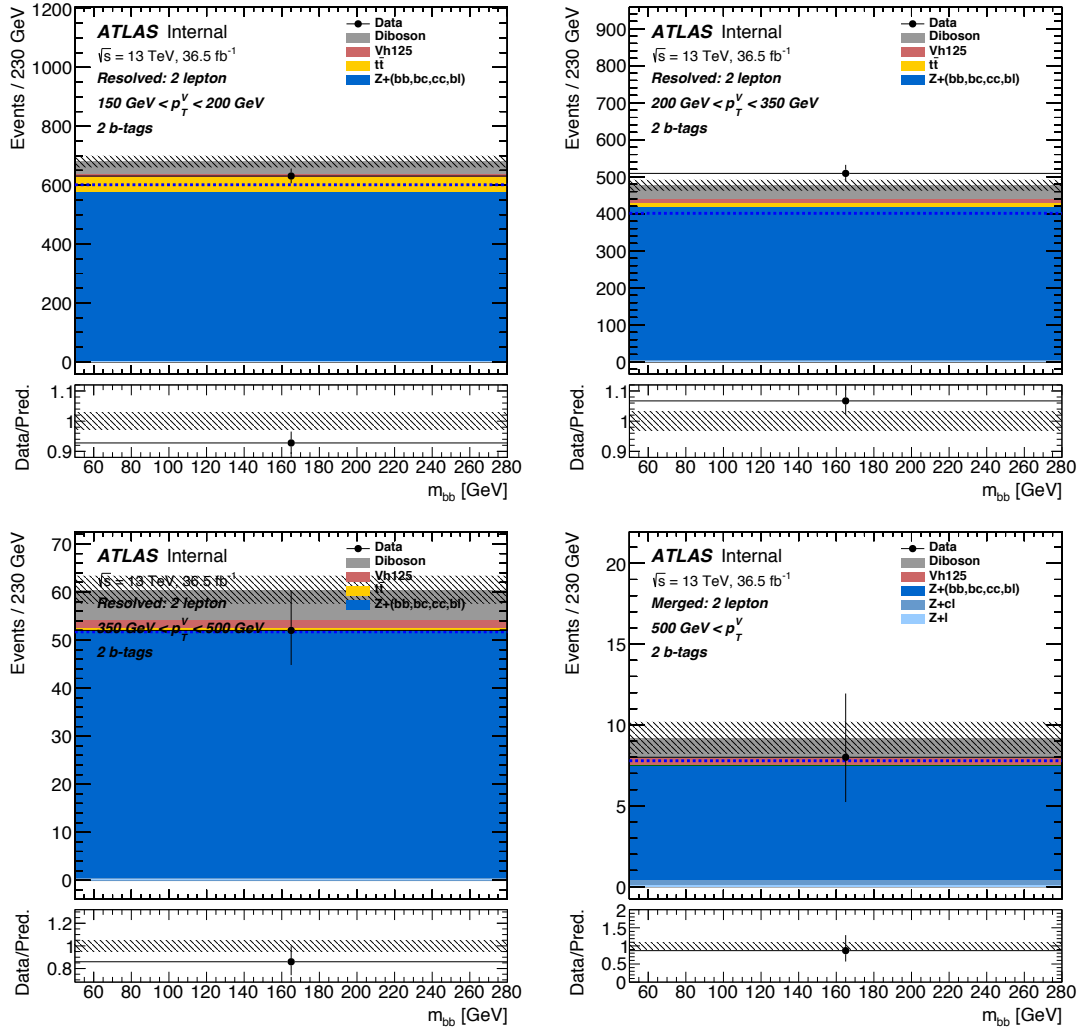 Events / 230 GeV
1200
1000
800
600
400
200
0
ATLAS Internal
√s = 13 TeV, 36.5 fb⁻¹
Resolved: 2 lepton
150 GeV < p_T^V < 200 GeV
2 b-tags
Data
Diboson
Vh125
tt̄
Z+(bb,bc,cc,bl)
Data/Pred.
1.1
1
0.9
60 80 100 120 140 160 180 200 220 240 260 280
m_bb [GeV]
Events / 230 GeV
900
800
700
600
500
400
300
200
100
0
ATLAS Internal
√s = 13 TeV, 36.5 fb⁻¹
Resolved: 2 lepton
200 GeV < p_T^V < 350 GeV
2 b-tags
Data
Diboson
Vh125
tt̄
Z+(bb,bc,cc,bl)
Data/Pred.
1.1
1
0.9
60 80 100 120 140 160 180 200 220 240 260 280
m_bb [GeV]
Events / 230 GeV
70
60
50
40
30
20
10
0
ATLAS Internal
√s = 13 TeV, 36.5 fb⁻¹
Resolved: 2 lepton
350 GeV < p_T^V < 500 GeV
2 b-tags
Data
Diboson
Vh125
tt̄
Z+(bb,bc,cc,bl)
Data/Pred.
1.2
1
0.8
60 80 100 120 140 160 180 200 220 240 260 280
m_bb [GeV]
Events / 230 GeV
20
15
10
5
0
ATLAS Internal
√s = 13 TeV, 36.5 fb⁻¹
Merged: 2 lepton
500 GeV < p_T^V
2 b-tags
Data
Diboson
Vh125
Z+(bb,bc,cc,bl)
Z+cl
Z+l
Data/Pred.
2
1.5
1
0.5
0
60 80 100 120 140 160 180 200 220 240 260 280
m_bb [GeV]